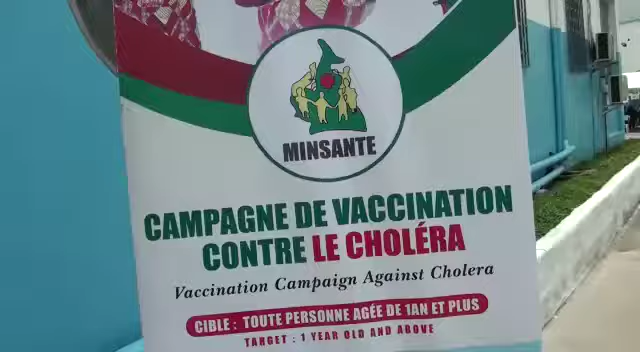 MINSANTE
CAMPAGNE DE VACCINATION
CONTRE LE CHOLÉRA
Vaccination Campaign Against Cholera
CIBLE : TOUTE PERSONNE AGÉE DE 1AN ET PLUS
TARGET : 1 YEAR OLD AND ABOVE